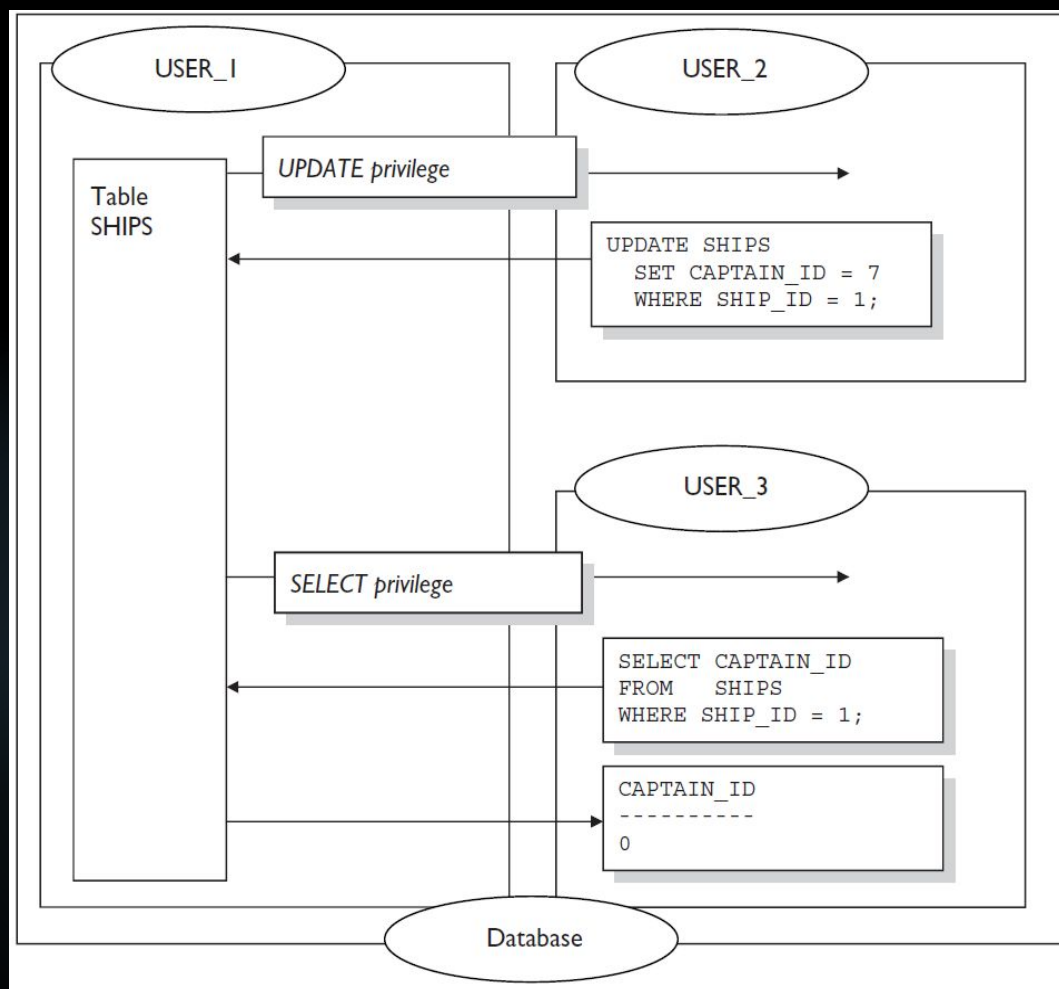 USER_1
USER_2
Table
SHIPS
UPDATE privilege
UPDATE SHIPS
SET CAPTAIN_ID = 7
WHERE SHIP_ID = 1;
USER_3
SELECT privilege
SELECT CAPTAIN_ID
FROM SHIPS
WHERE SHIP_ID = 1;
CAPTAIN_ID
----------
0
Database